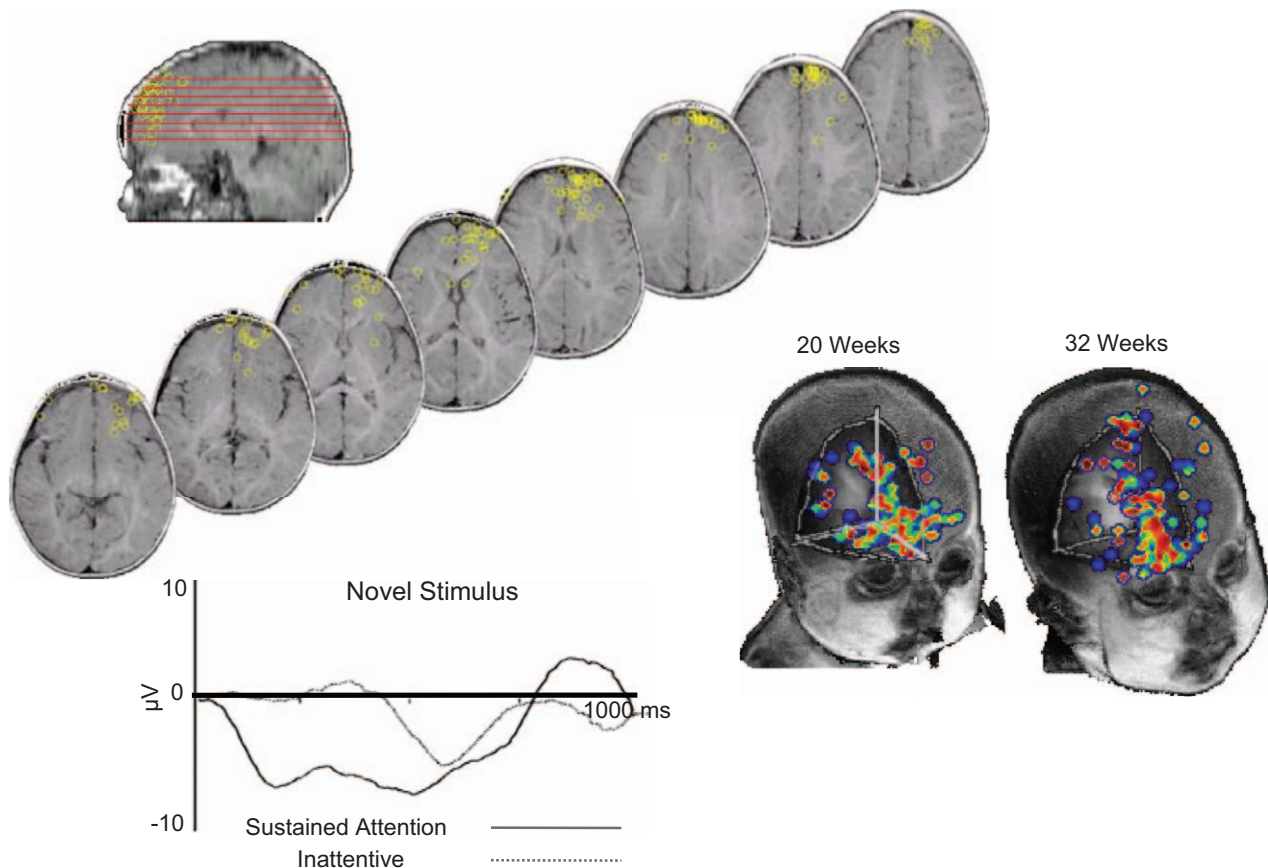 20 Weeks
32 Weeks
10
Novel Stimulus
µV
0
1000 ms
-10
Sustained Attention
Inattentive